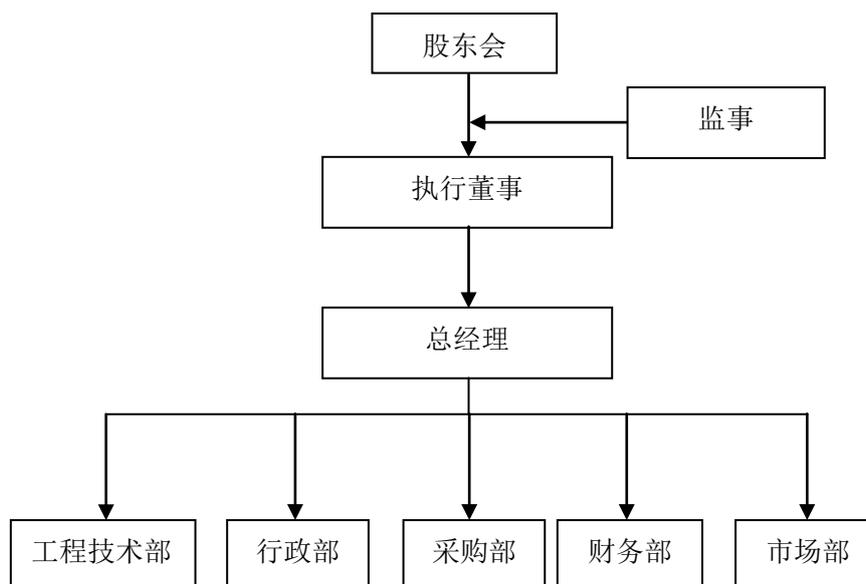 股东会
监事
执行董事
总经理
工程技术部
行政部
采购部
财务部
市场部